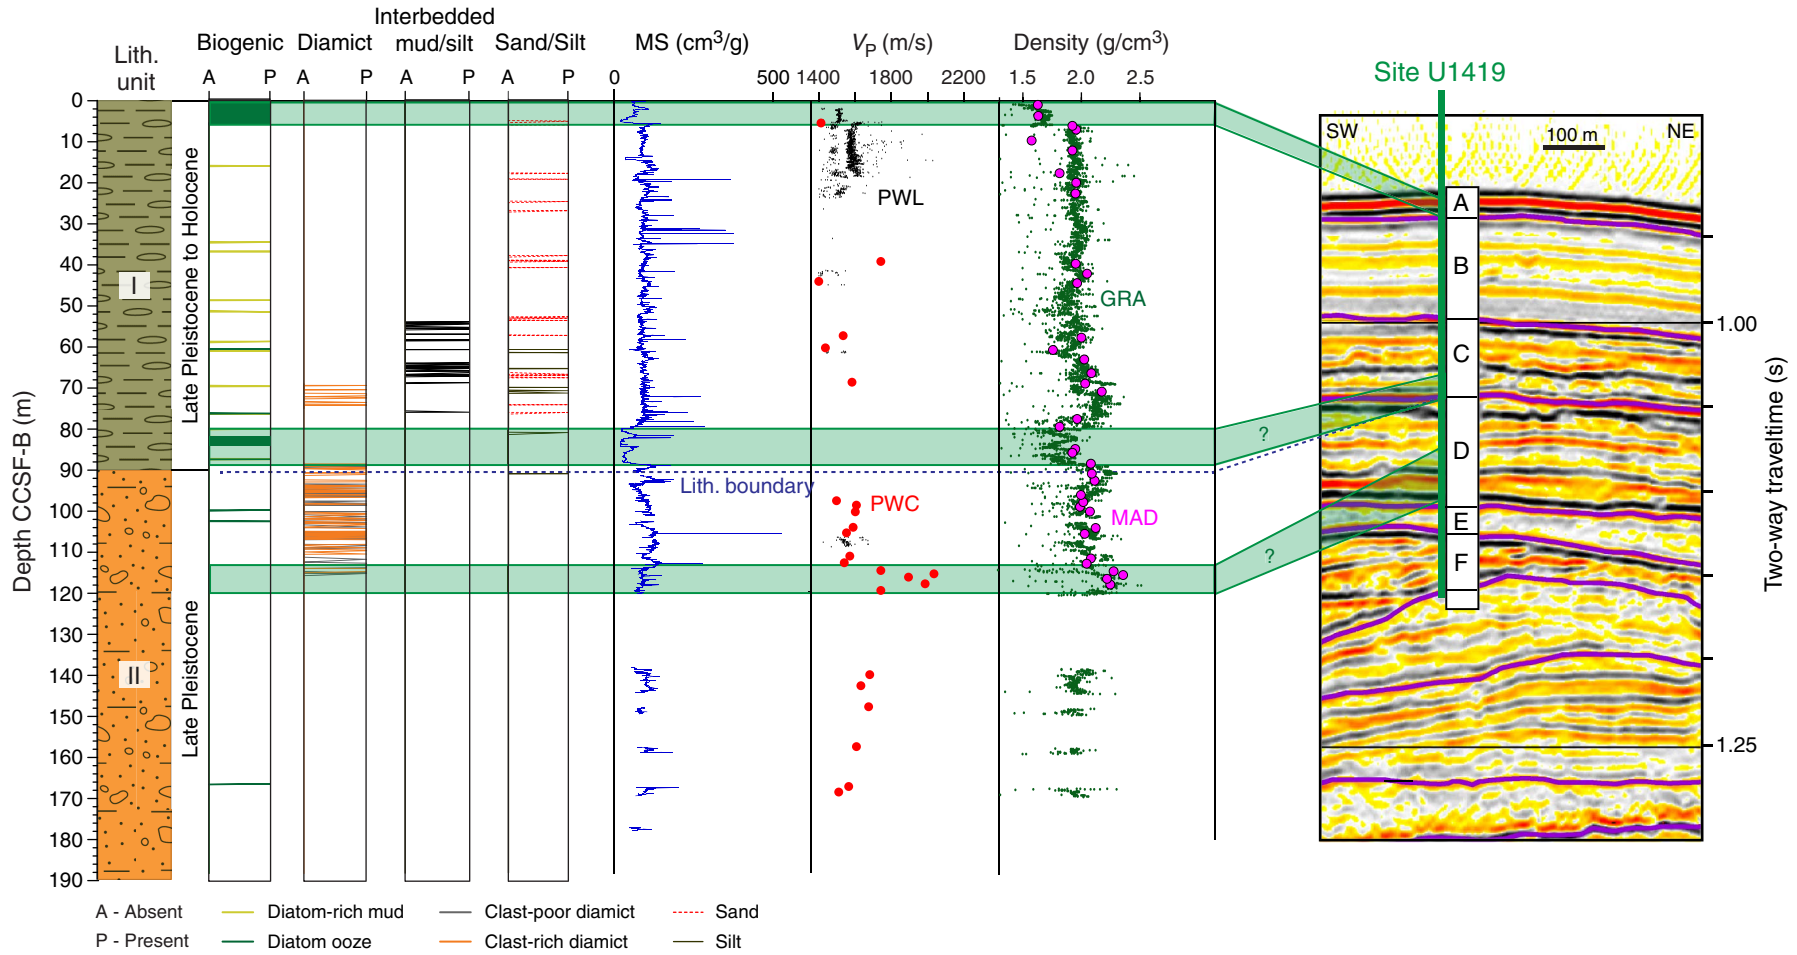 Interbedded
Biogenic Diamict mud/silt Sand/Silt MS (cm³/g) VP (m/s) Density (g/cm³)
Lith.
unit
A P A P A P A P 0 500 1400 1800 2200 1.5 2.0 2.5
Site U1419
0
10
20
30
40
50
60
70
80
90
100
110
120
130
140
150
160
170
180
190
Depth CCSF-B (m)
I
II
Late Pleistocene to Holocene
Late Pleistocene
PWL
GRA
Lith. boundary
PWC
MAD
?
?
SW 100 m NE
A
B
C
D
E
F
1.00
1.25
Two-way traveltime (s)
A - Absent Diatom-rich mud Clast-poor diamict Sand
P - Present Diatom ooze Clast-rich diamict Silt